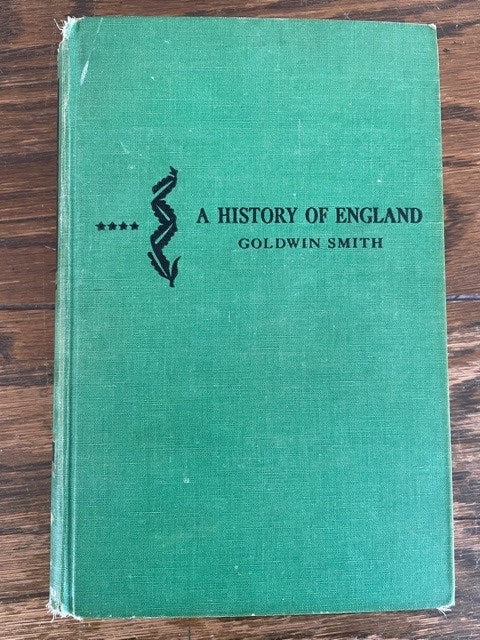 A HISTORY OF ENGLAND
GOLDWIN SMITH